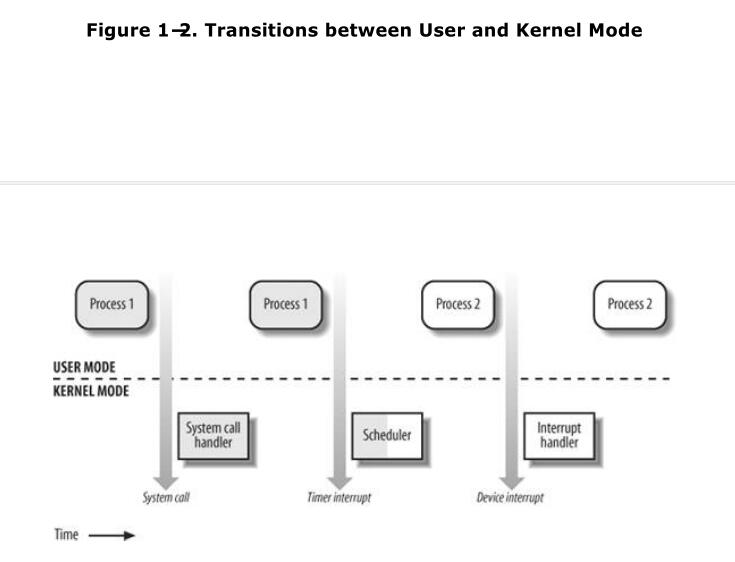 Figure 1-2. Transitions between User and Kernel Mode
Process 1
Process 1
Process 2
Process 2
USER MODE
KERNEL MODE
System call
handler
Scheduler
Interrupt
handler
System call
Timer interrupt
Device interrupt
Time